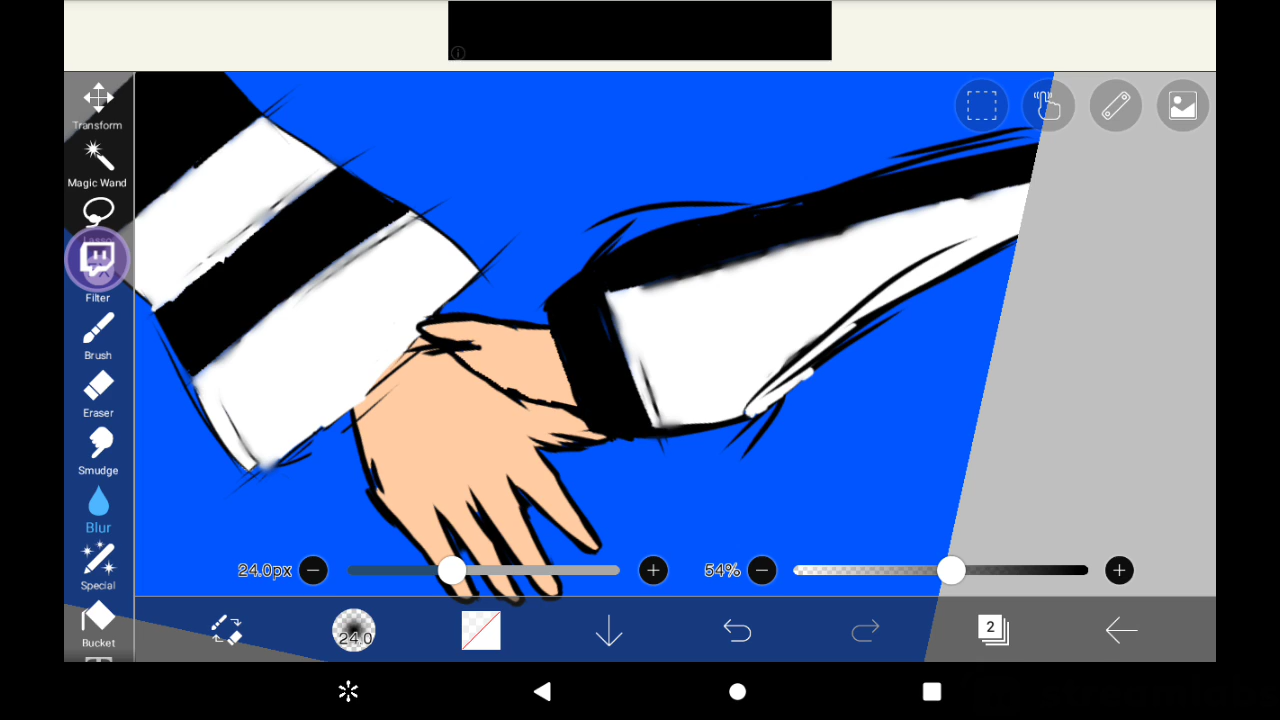 Transform
Magic Wand
Filter
Brush
Eraser
Smudge
Blur
Special
Bucket
24.0px
54%
24.0
2